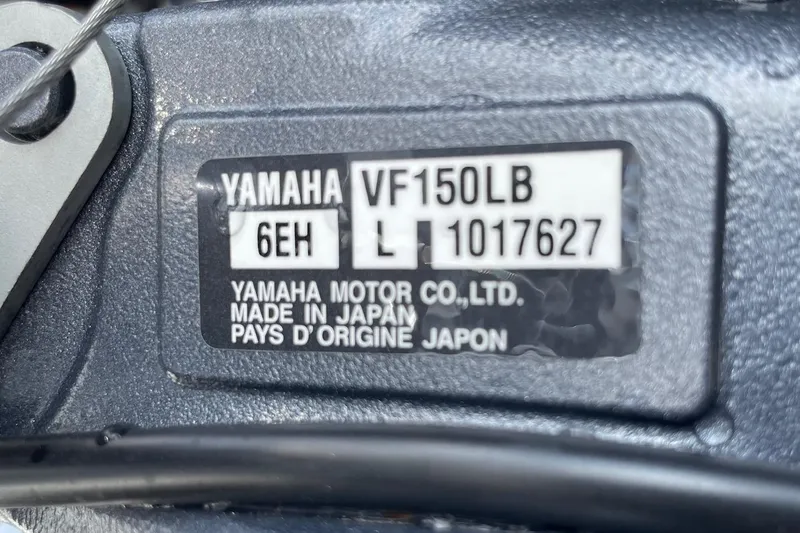 YAMAHA VF150LB
6EH L 1017627
YAMAHA MOTOR CO.,LTD.
MADE IN JAPAN
PAYS D'ORIGINE JAPON